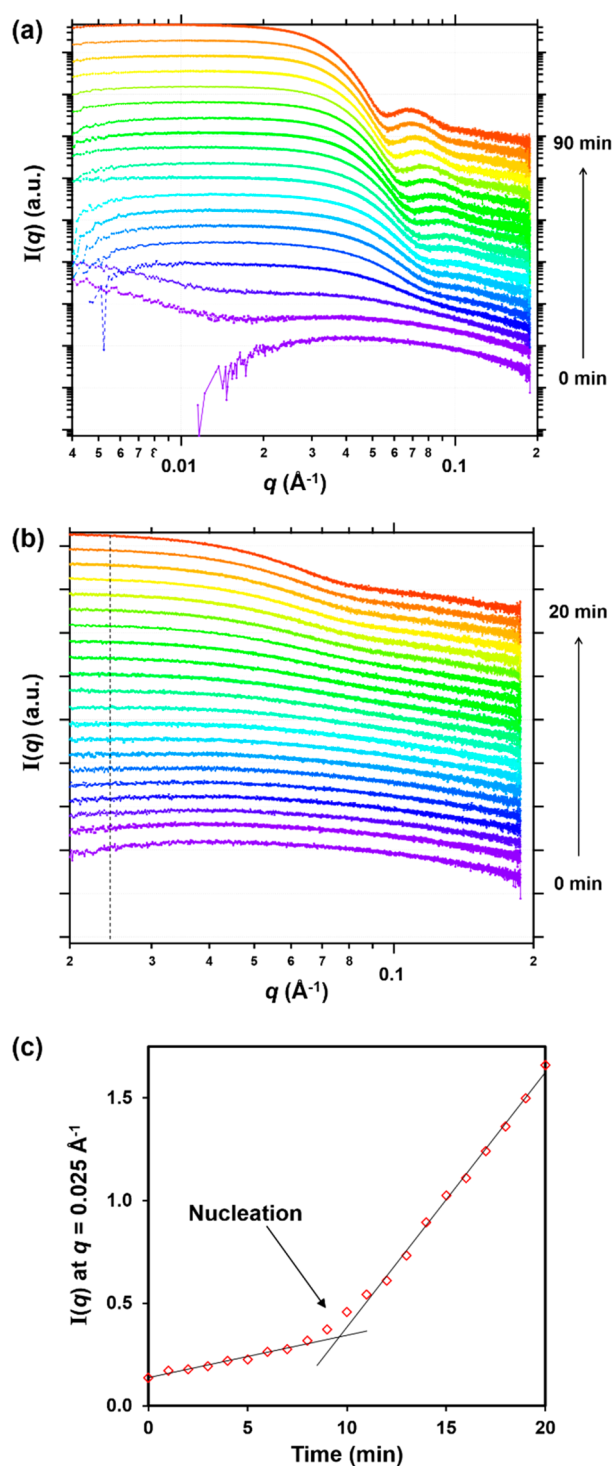 (a)
I(q) (a.u.)
90 min
0 min
4 5 6 7 8 0.01 2 3 4 5 6 7 8 0.1 2
q (Å-1)
(b)
I(q) (a.u.)
20 min
0 min
2 3 4 5 6 7 8 0.1 2
q (Å-1)
(c)
I(q) at q = 0.025 Å-1
1.5
1.0
0.5
0.0
Nucleation
0 5 10 15 20
Time (min)